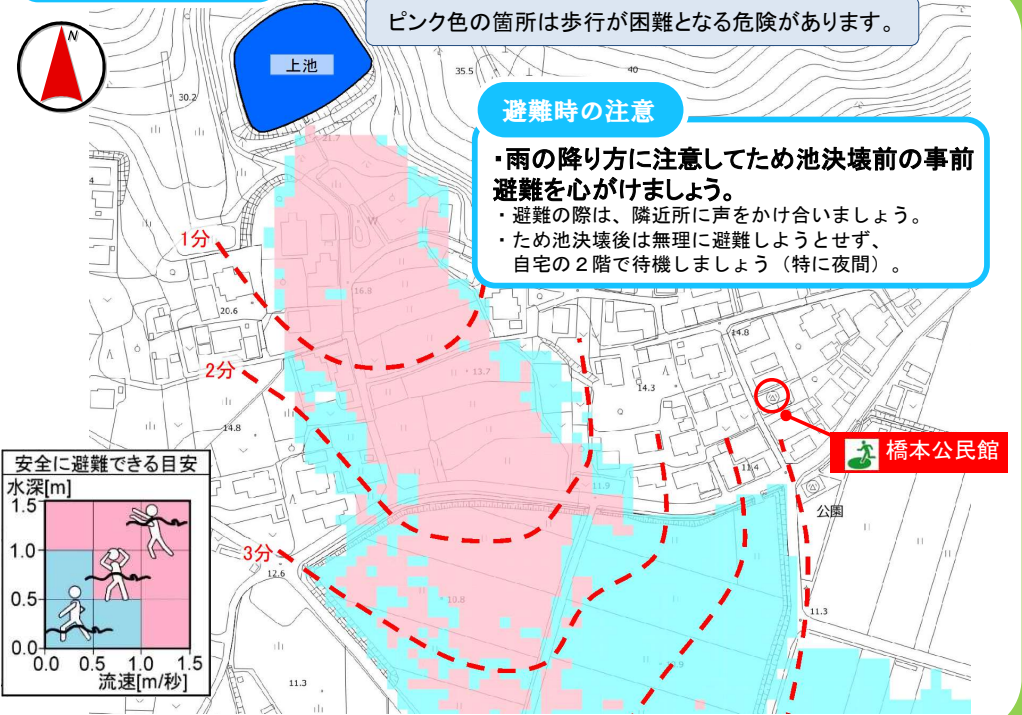 ピンク色の箇所は歩行が困難となる危険があります。
N
上池
35.5
40
30.2
避難時の注意
・雨の降り方に注意してため池決壊前の事前
避難を心がけましょう。
・避難の際は、隣近所に声をかけ合いましょう。
・ため池決壊後は無理に避難しようとせず、
自宅の２階で待機しましょう（特に夜間）。
21.7
4
1分
16.8
20.6
14.8
2分
13.7
14.3
14.8
橋本公民館
11.4
11.9
公園
安全に避難できる目安
水深[m]
1.5
1.0
0.5
0.0
0.0 0.5 1.0 1.5
流速[m/秒]
3分
12.6
10.8
11.3
10.9
11.3